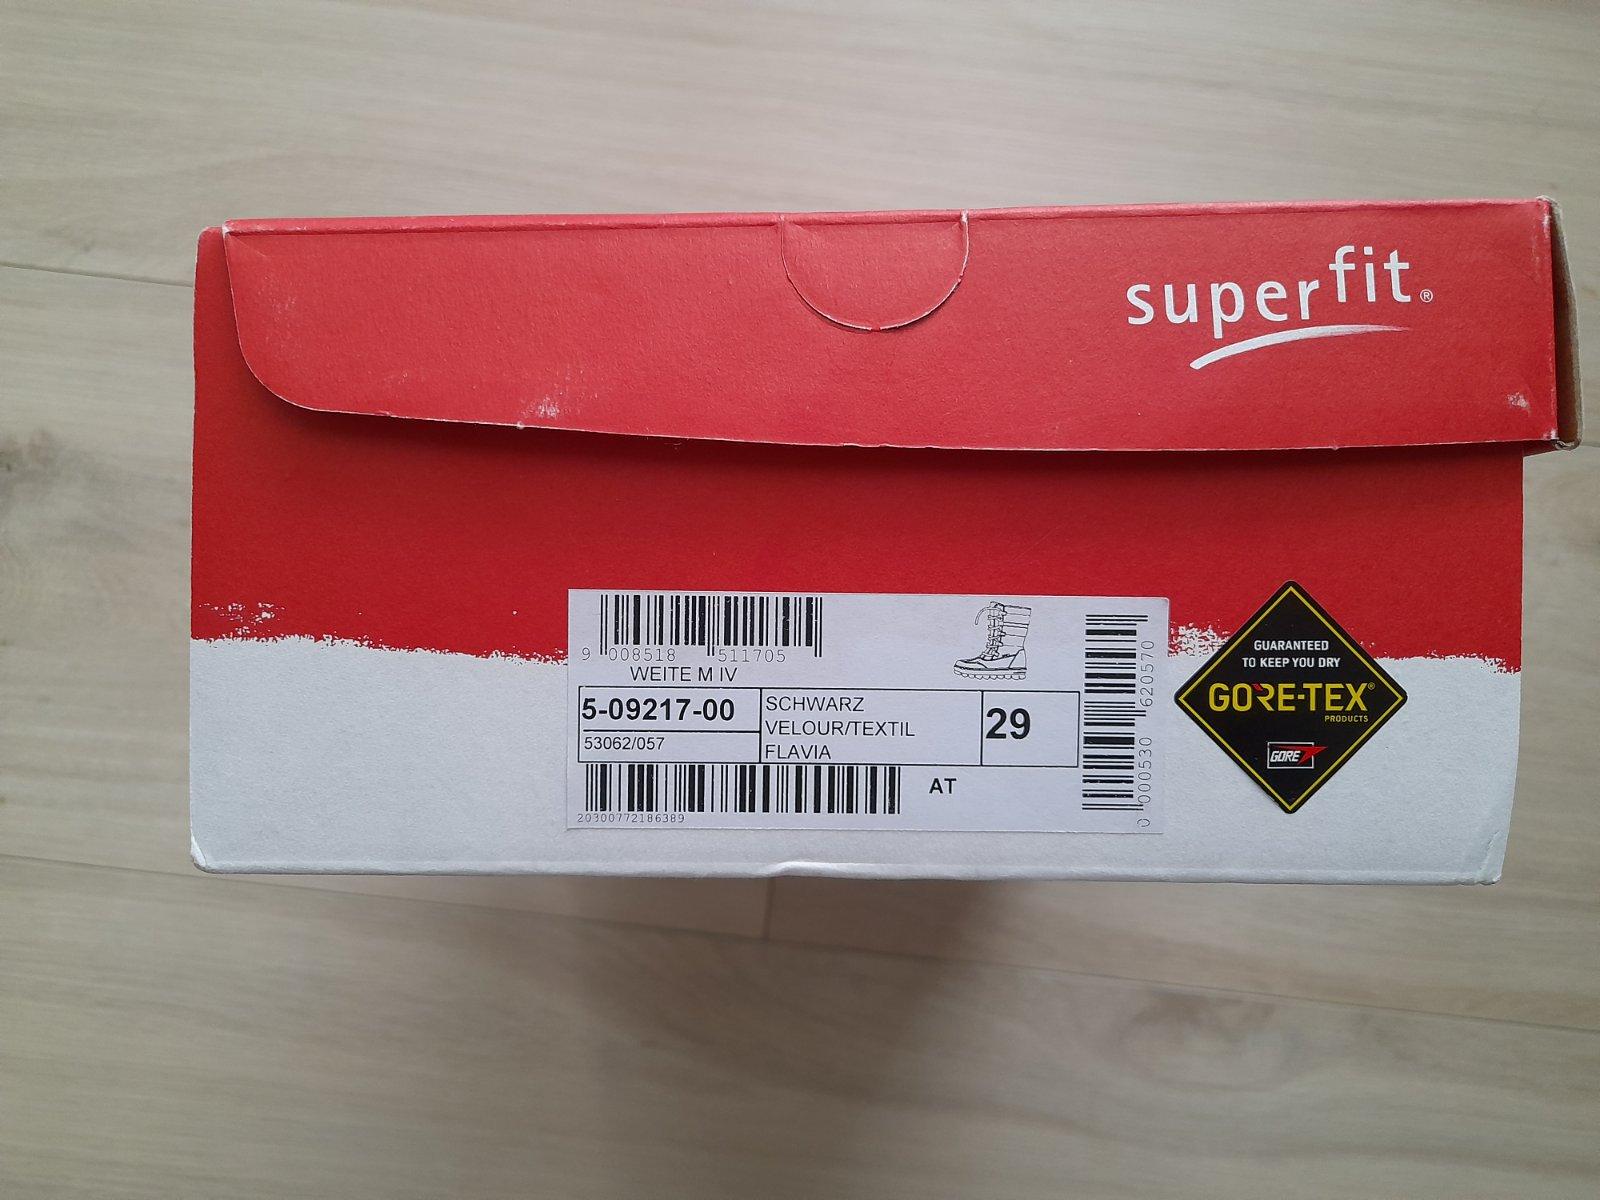 superfit®
9 008518 511705
WEITE M IV
5-09217-00
53062/057
SCHWARZ
VELOUR/TEXTIL
FLAVIA
29
20300772186389
AT
0 000530 620570
GUARANTEED
TO KEEP YOU DRY
GORE-TEX®
PRODUCTS
GORE